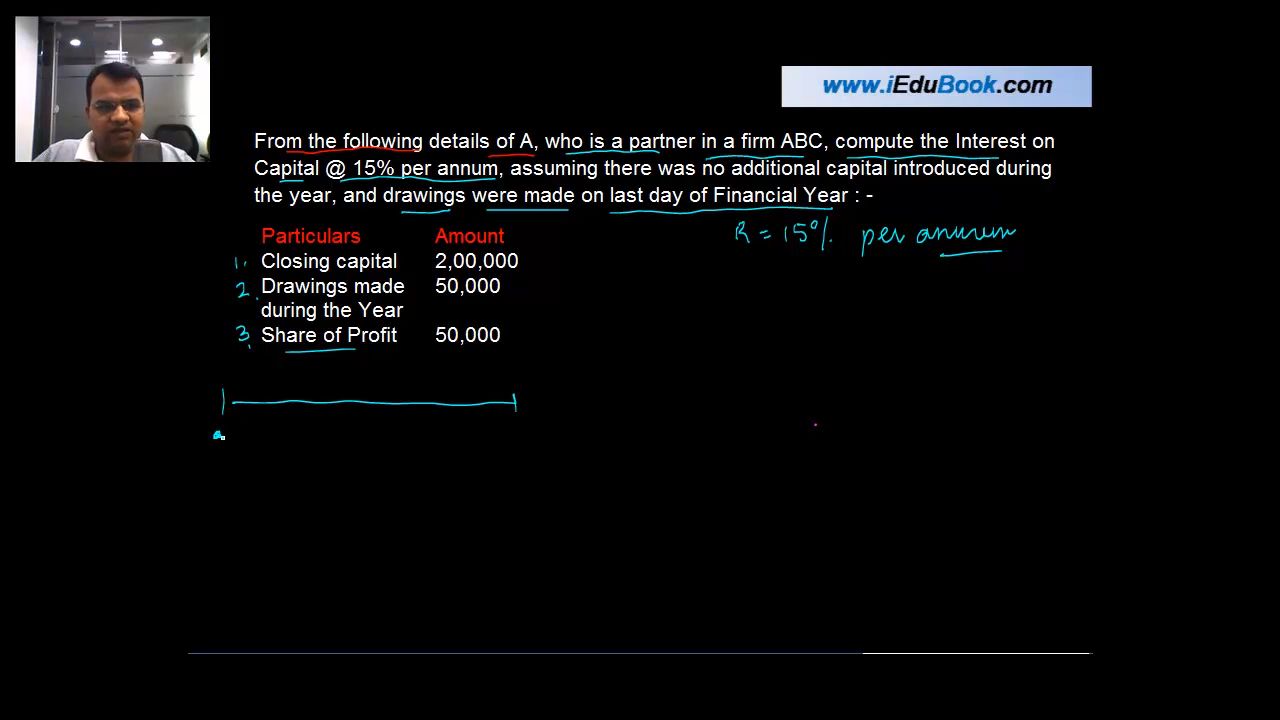 www.iEduBook.com
From the following details of A, who is a partner in a firm ABC, compute the Interest on
Capital @ 15% per annum, assuming there was no additional capital introduced during
the year, and drawings were made on last day of Financial Year : -
R = 15% per annum
Particulars Amount
1. Closing capital 2,00,000
2. Drawings made 50,000
during the Year
3. Share of Profit 50,000